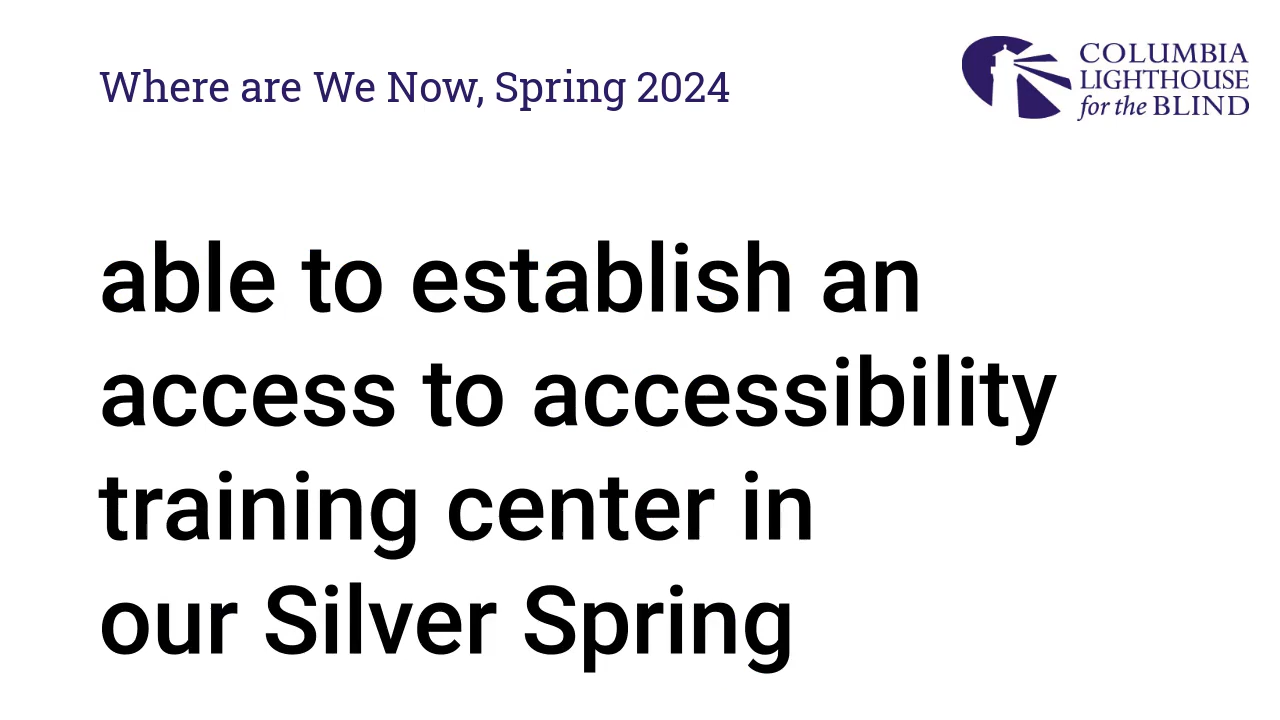 Where are We Now, Spring 2024
COLUMBIA
LIGHTHOUSE
for the BLIND
able to establish an
access to accessibility
training center in
our Silver Spring